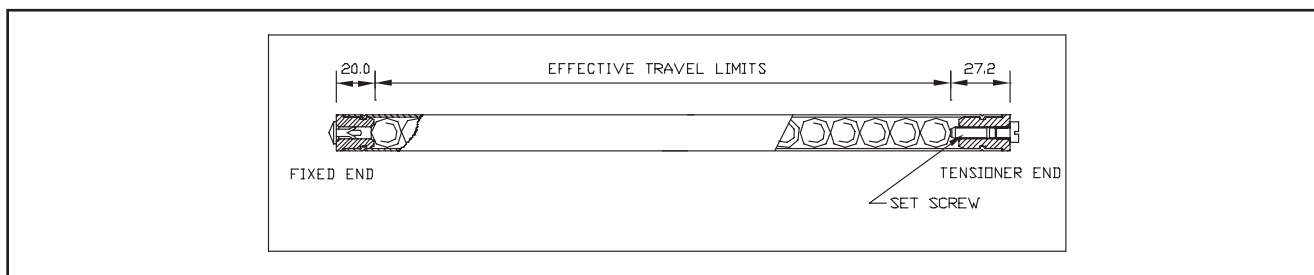 20.0 EFFECTIVE TRAVEL LIMITS 27.2
FIXED END TENSIONER END
SET SCREW